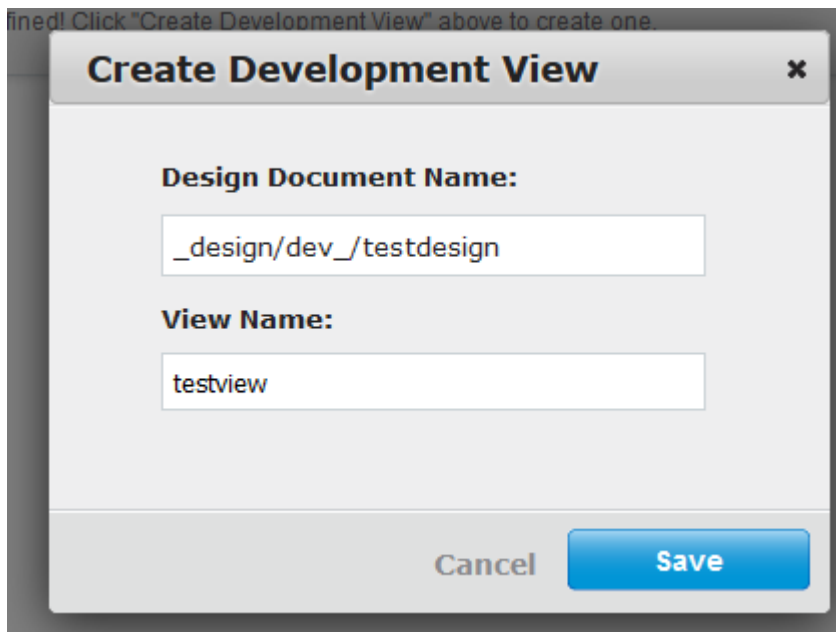 fined! Click "Create Development View" above to create one.
Create Development View
Design Document Name:
_design/dev_/testdesign
View Name:
testview
Cancel
Save